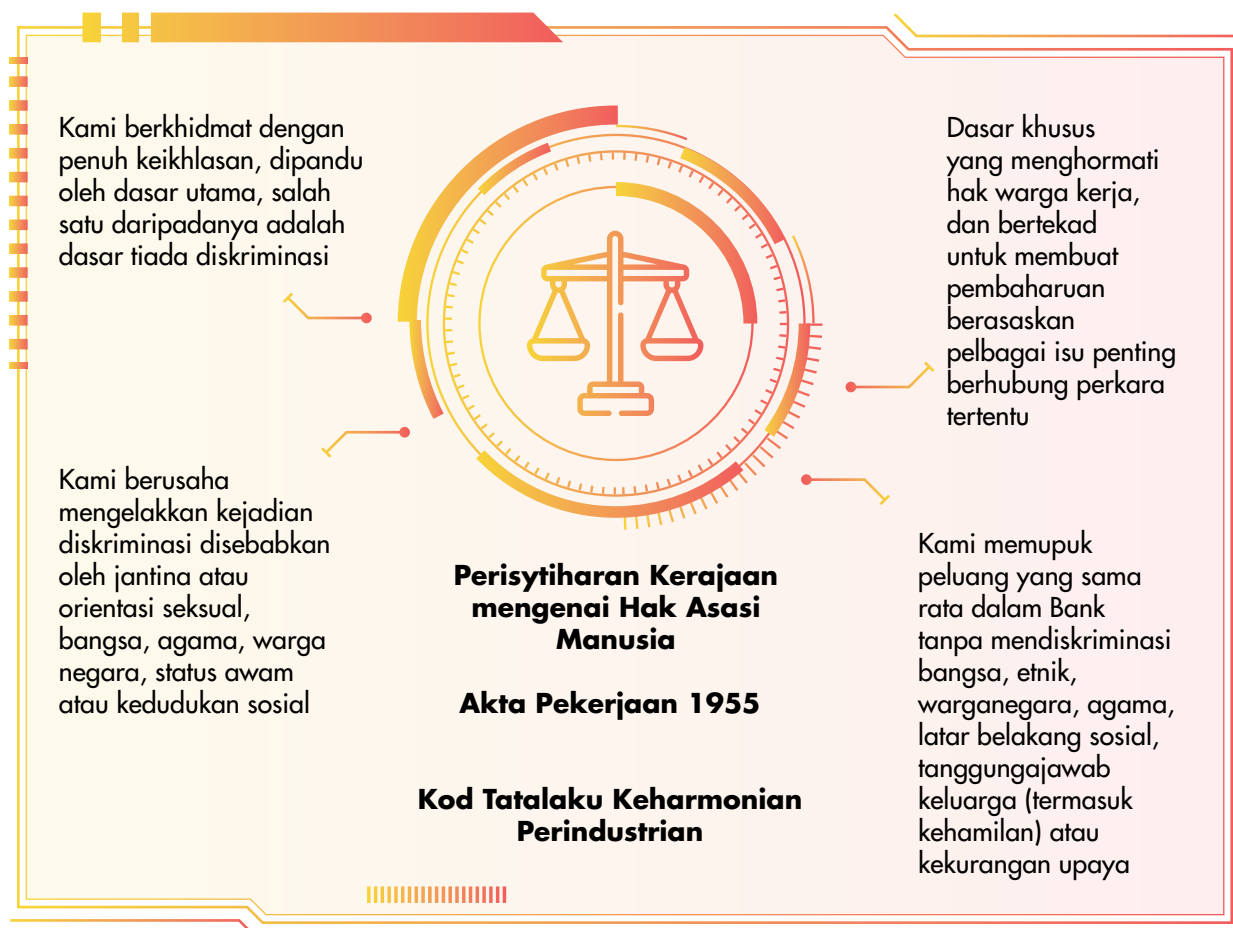 Kami berkhidmat dengan
penuh keikhlasan, dipandu
oleh dasar utama, salah
satu daripadanya adalah
dasar tiada diskriminasi
Kami berusaha
mengelakkan kejadian
diskriminasi disebabkan
oleh jantina atau
orientasi seksual,
bangsa, agama, warga
negara, status awam
atau kedudukan sosial
Perisytiharan Kerajaan
mengenai Hak Asasi
Manusia
Akta Pekerjaan 1955
Kod Tatalaku Keharmonian
Perindustrian
Dasar khusus
yang menghormati
hak warga kerja,
dan bertekad
untuk membuat
pembaharuan
berasaskan
pelbagai isu penting
berhubung perkara
tertentu
Kami memupuk
peluang yang sama
rata dalam Bank
tanpa mendiskriminasi
bangsa, etnik,
warganegara, agama,
latar belakang sosial,
tanggungajawab
keluarga (termasuk
kehamilan) atau
kekurangan upaya